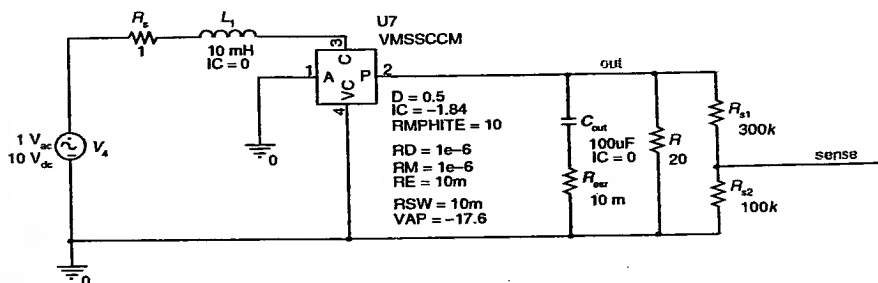 R_s
1
L_1
10 mH
IC = 0
U7
VMSSCCM
3
C
1
A
P
2
VC
4
0
out
D = 0.5
IC = −1.84
RMPHITE = 10
RD = 1e−6
RM = 1e−6
RE = 10m
RSW = 10m
VAP = −17.6
C_out
100uF
IC = 0
R_esr
10 m
R
20
R_s1
300k
sense
R_s2
100k
1 V_ac
10 V_dc
V_4
0